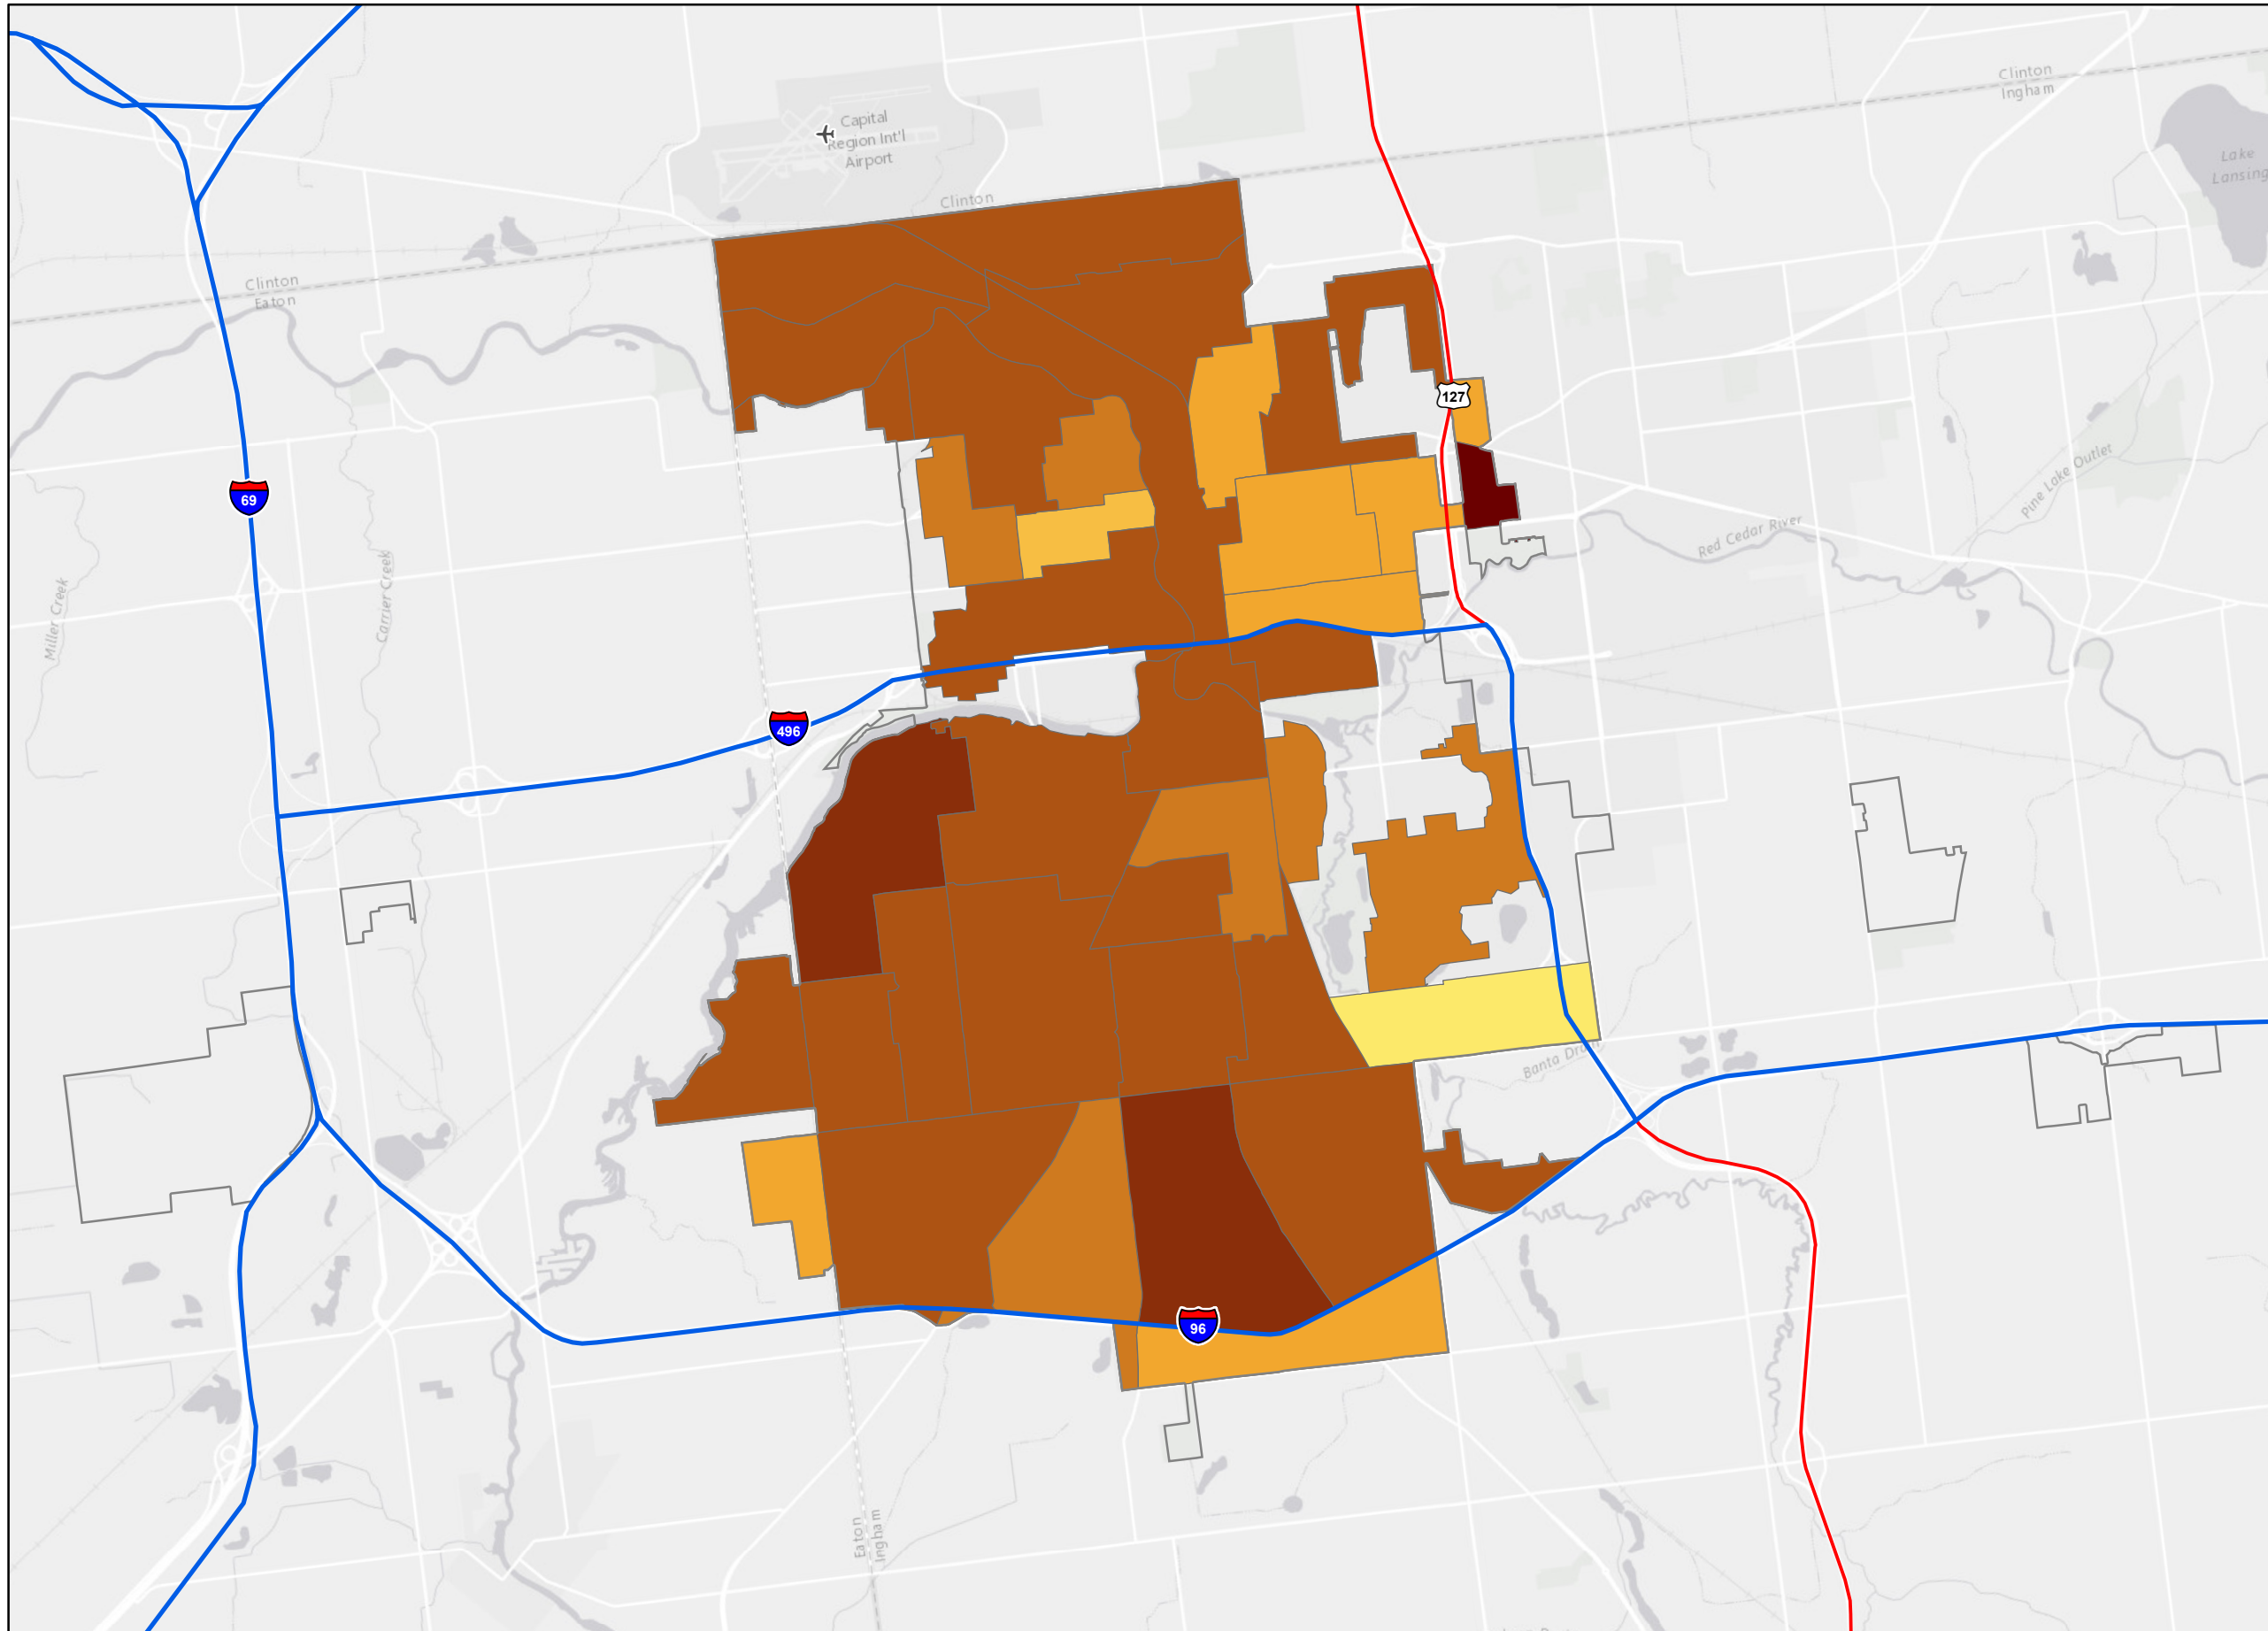 Clinton
Ingham
Capital
Region Int'l
Airport
Lake
Lansing
Clinton
Clinton
Eaton
127
69
Pine Lake Outlet
Red Cedar River
Miller Creek
Carrier Creek
496
Banta Drain
96
Eaton
Ingham